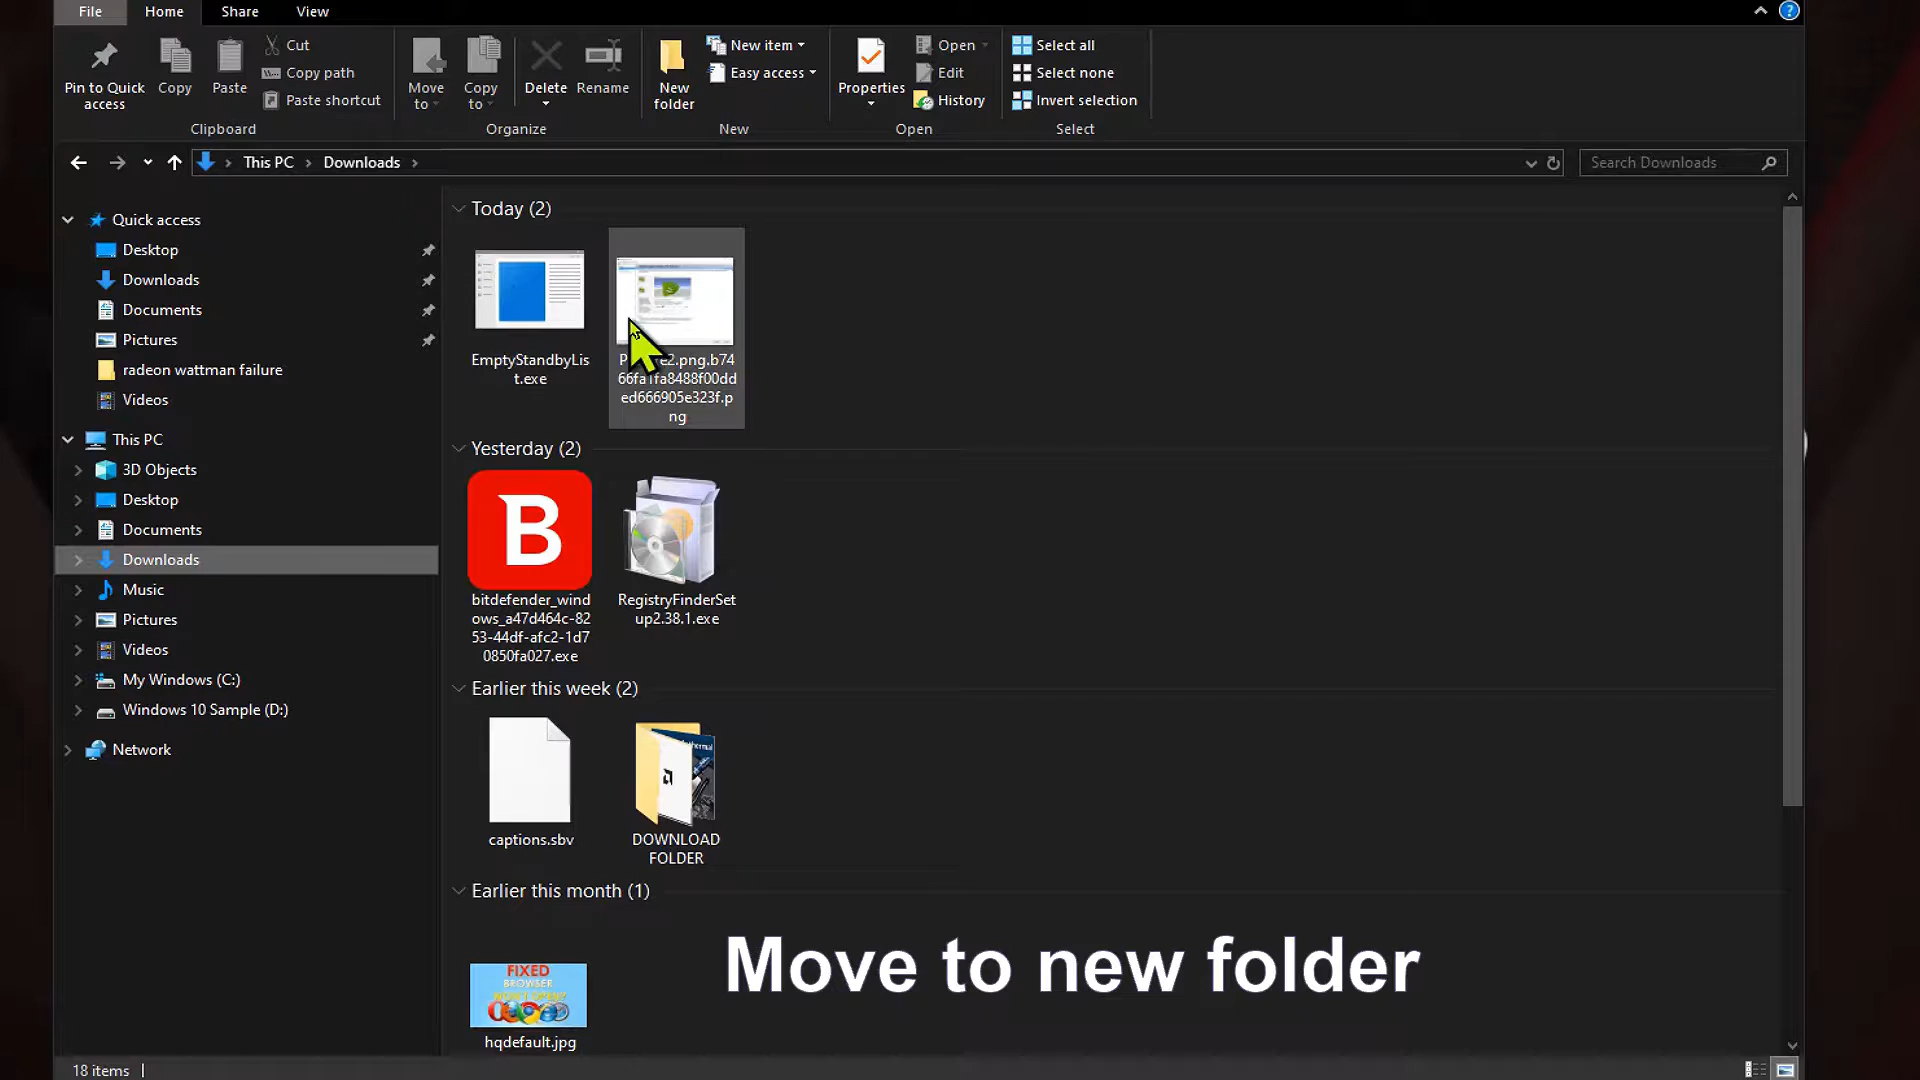 File
Home
Share
View
Pin to Quick
access
Copy
Paste
Cut
Copy path
Paste shortcut
Clipboard
Move
to
Copy
to
Delete
Rename
Organize
New
folder
New item
Easy access
New
Properties
Open
Edit
History
Open
Select all
Select none
Invert selection
Select
This PC
Downloads
Search Downloads
Quick access
Desktop
Downloads
Documents
Pictures
radeon wattman failure
Videos
This PC
3D Objects
Desktop
Documents
Downloads
Music
Pictures
Videos
My Windows (C:)
Windows 10 Sample (D:)
Network
Today (2)
EmptyStandbyLis
t.exe
e2.png.b74
66fa1fa8488f00dd
ed666905e323f.p
ng
Yesterday (2)
B
bitdefender_wind
ows_a47d464c-82
53-44df-afc2-1d7
0850fa027.exe
RegistryFinderSet
up2.38.1.exe
Earlier this week (2)
captions.sbv
DOWNLOAD
FOLDER
Earlier this month (1)
FIXED
BROWSER
hqdefault.jpg
Move to new folder
18 items